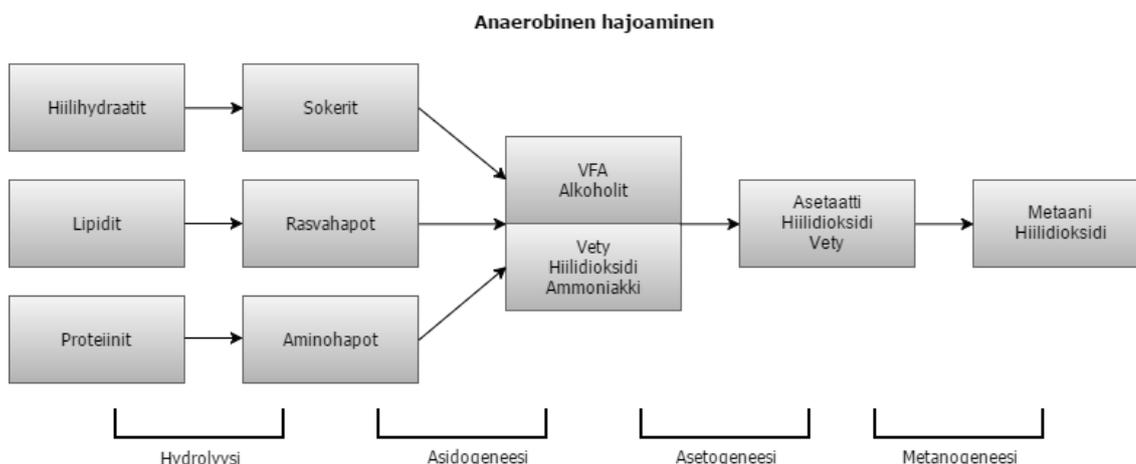 Anaerobinen hajoaminen
Hiilihydraatit
Sokerit
Lipidit
Rasvahapot
Proteiinit
Aminohapot
VFA
Alkoholit
Vety
Hiilidioksidi
Ammoniakki
Asetaatti
Hiilidioksidi
Vety
Metaani
Hiilidioksidi
Hydrolyysi
Asidogeneesi
Asetogeneesi
Metanogeneesi